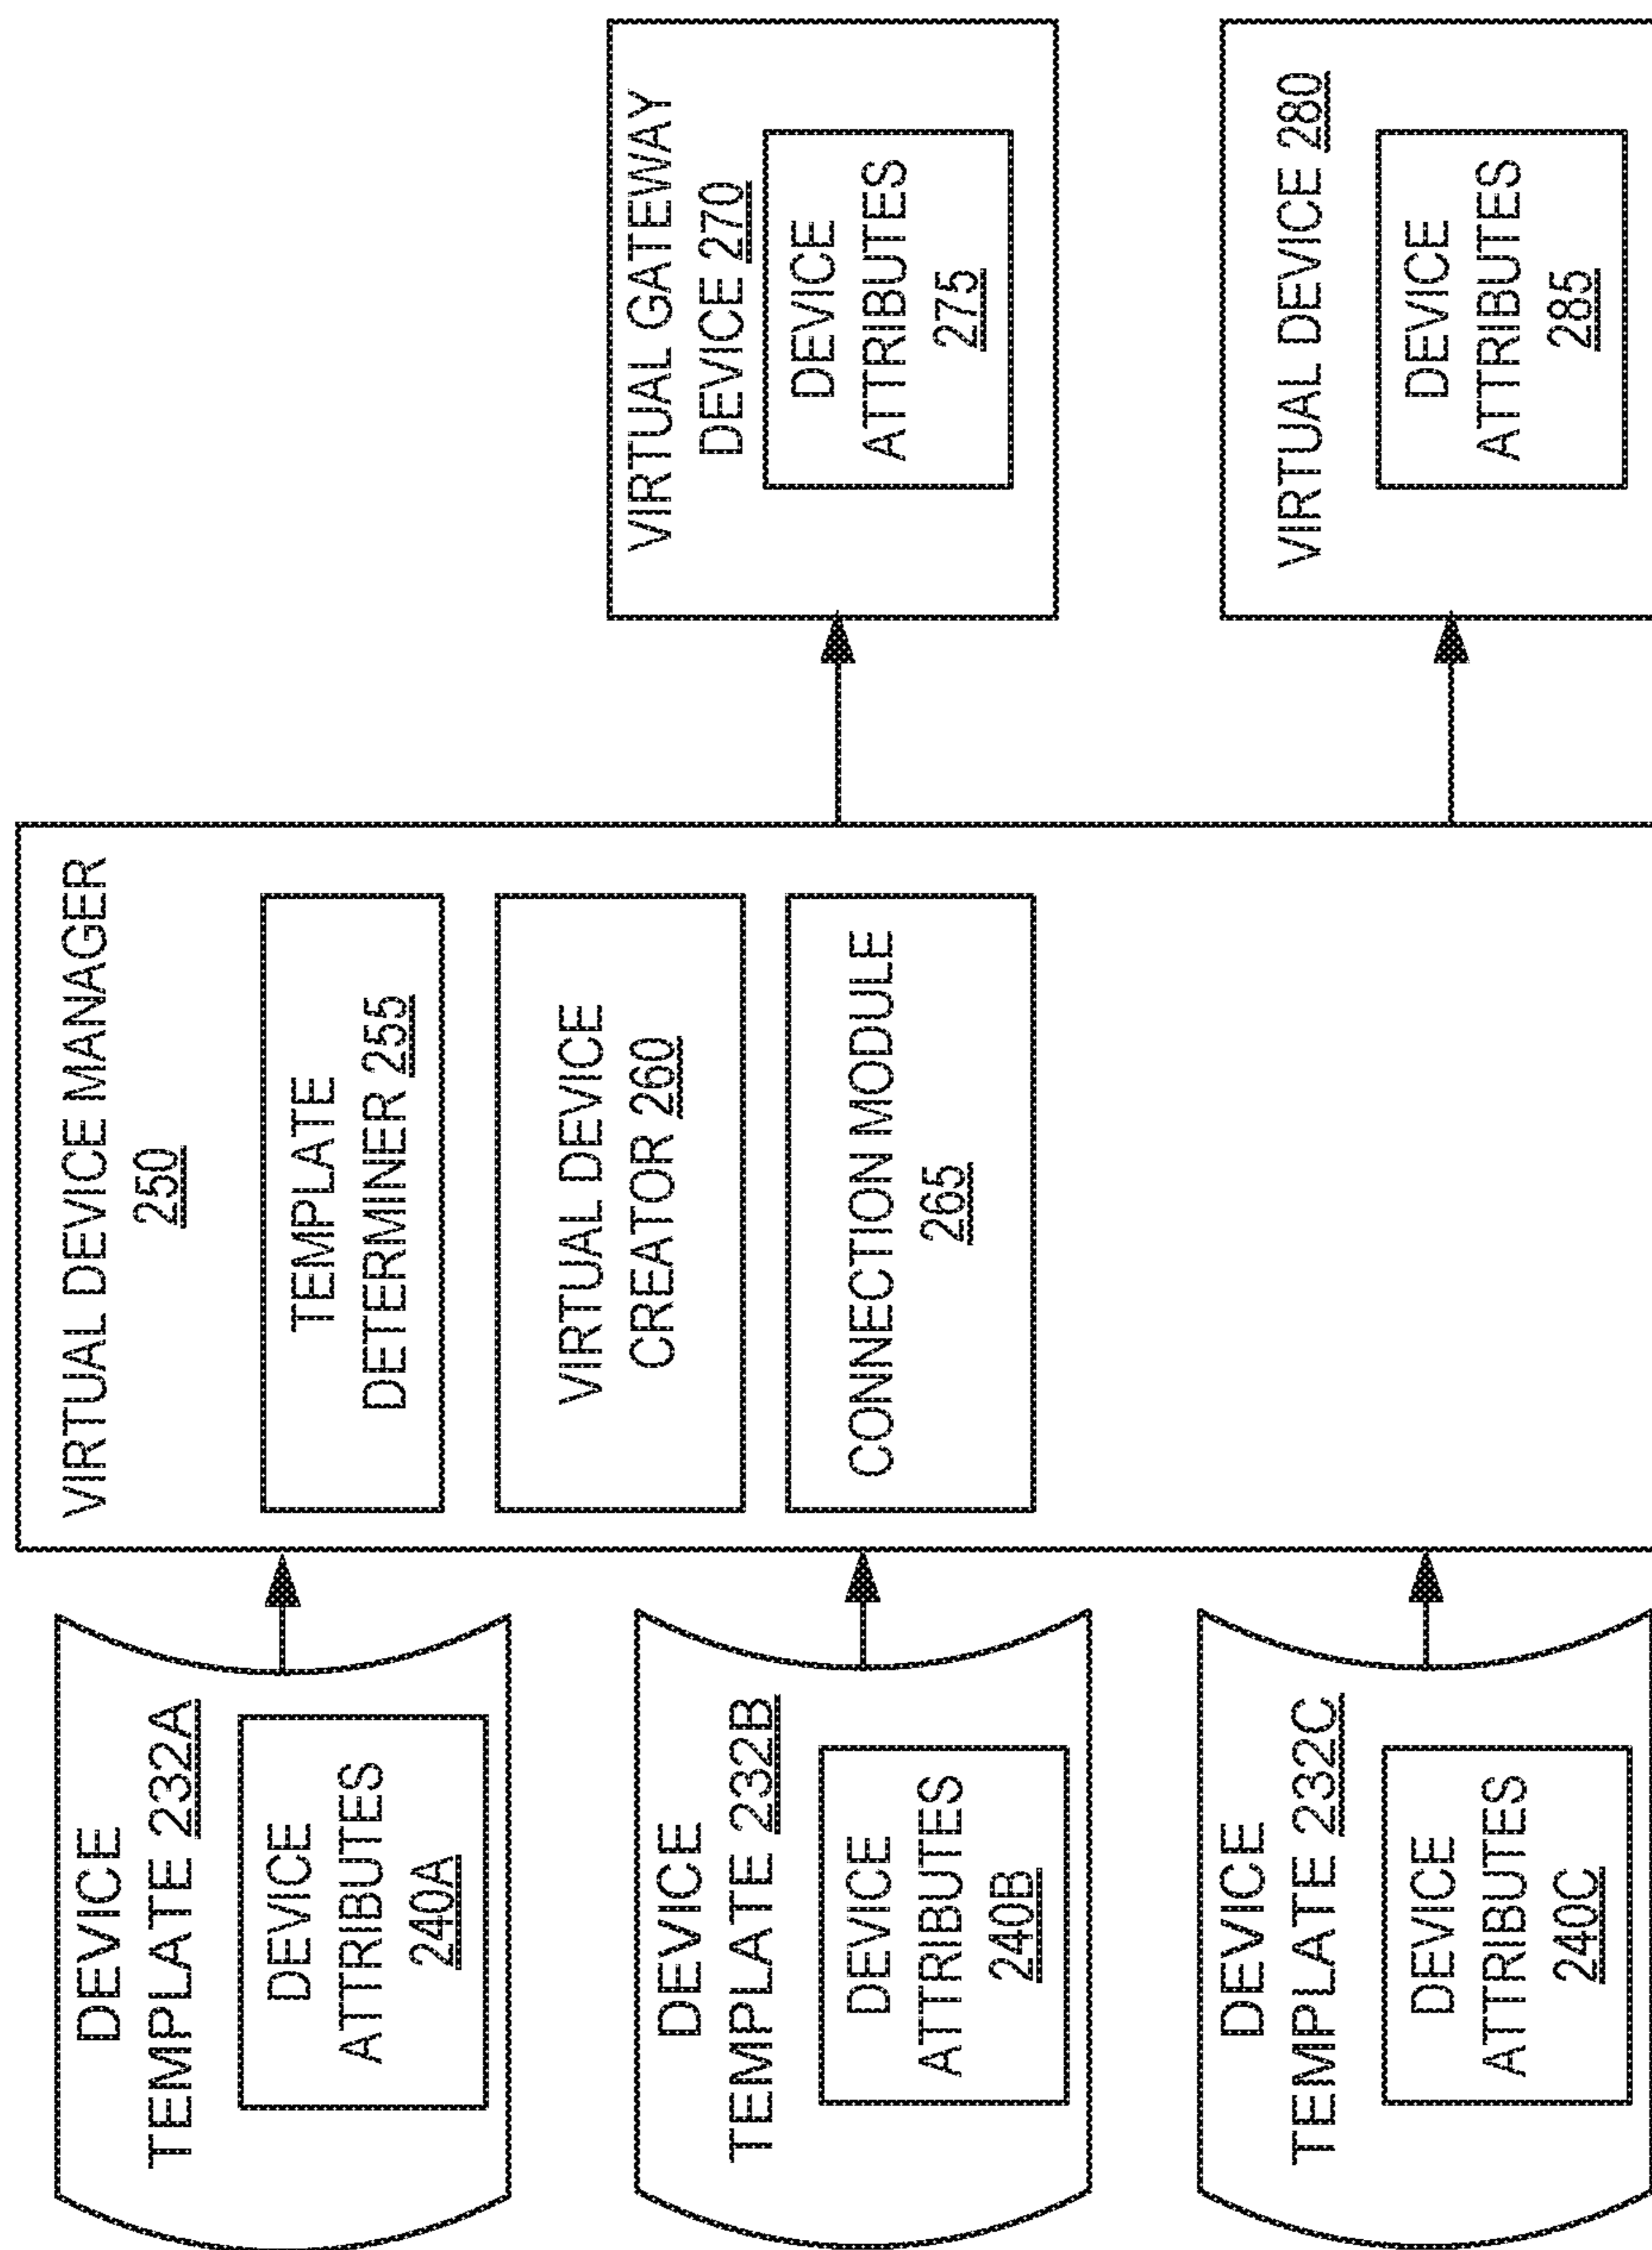 DEVICE
TEMPLATE 232A
DEVICE
ATTRIBUTES
240A
DEVICE
TEMPLATE 232B
DEVICE
ATTRIBUTES
240B
DEVICE
TEMPLATE 232C
DEVICE
ATTRIBUTES
240C
VIRTUAL DEVICE MANAGER
250
TEMPLATE
DETERMINER 255
VIRTUAL DEVICE
CREATOR 260
CONNECTION MODULE
265
VIRTUAL GATEWAY
DEVICE 270
DEVICE
ATTRIBUTES
275
VIRTUAL DEVICE 280
DEVICE
ATTRIBUTES
285